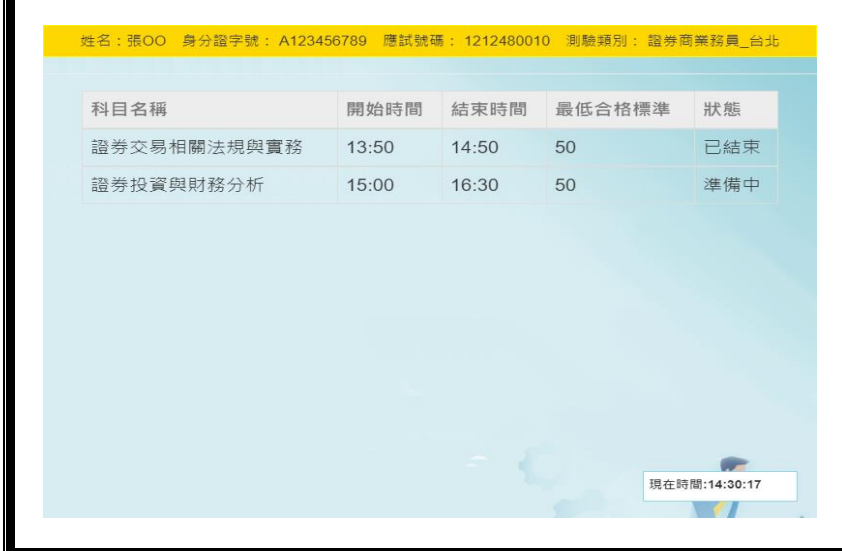 姓名：張OO 身分證字號： A123456789 應試號碼： 1212480010 測驗類別： 證券商業務員_台北
科目名稱 開始時間 結束時間 最低合格標準 狀態
證券交易相關法規與實務 13:50 14:50 50 已結束
證券投資與財務分析 15:00 16:30 50 準備中
現在時間:14:30:17